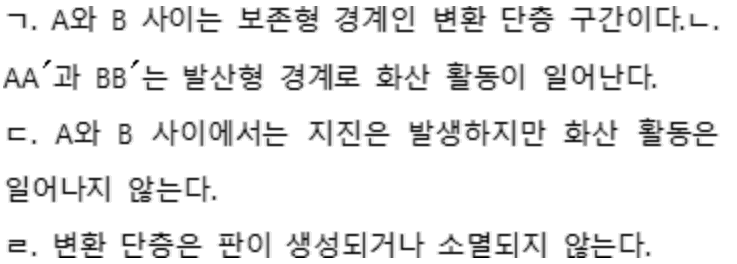 ㄱ. A와 B 사이는 보존형 경계인 변환 단층 구간이다.ㄴ.
AA´과 BB´는 발산형 경계로 화산 활동이 일어난다.
ㄷ. A와 B 사이에서는 지진은 발생하지만 화산 활동은
일어나지 않는다.
ㄹ. 변환 단층은 판이 생성되거나 소멸되지 않는다.